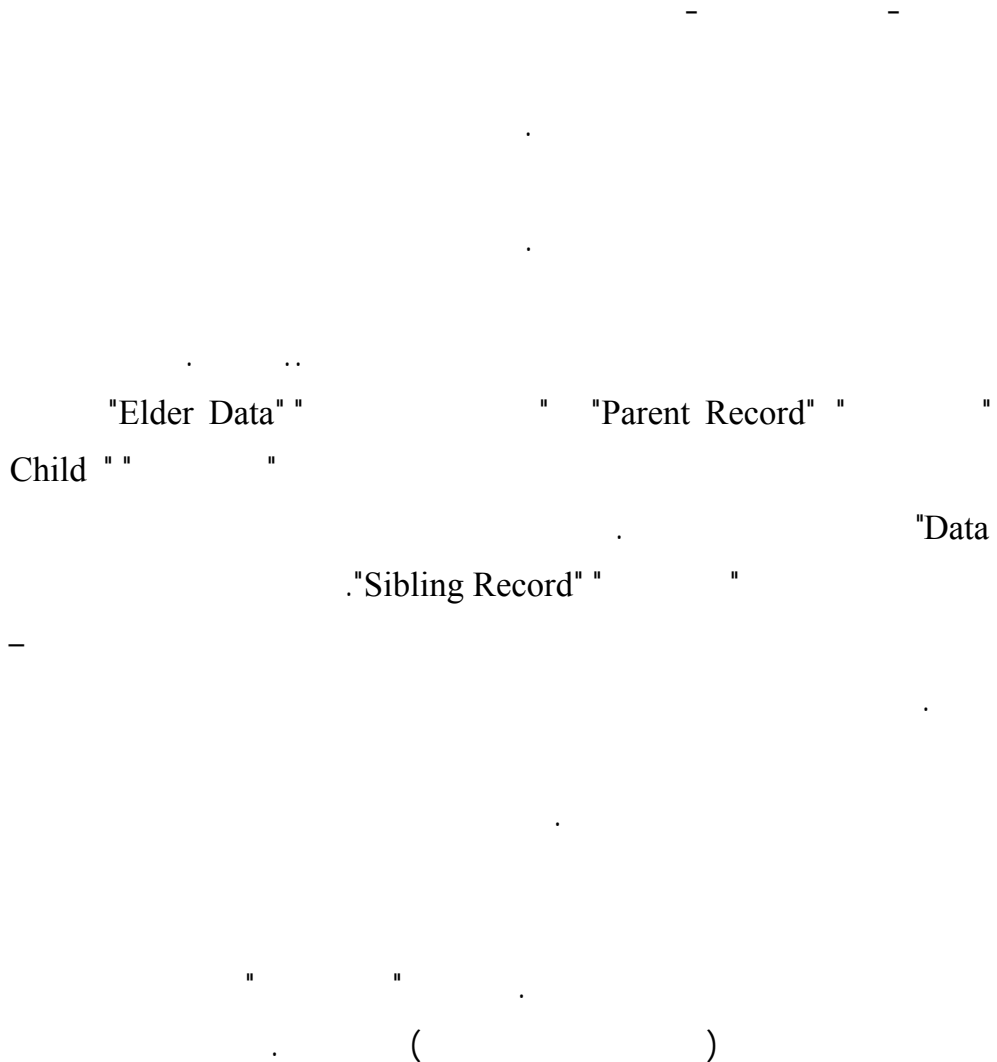 – –
.
.
. ..
"Elder Data" " " "Parent Record" " "
Child " " "
. "Data
."Sibling Record" " "
–
.
.
" " .
. ( )